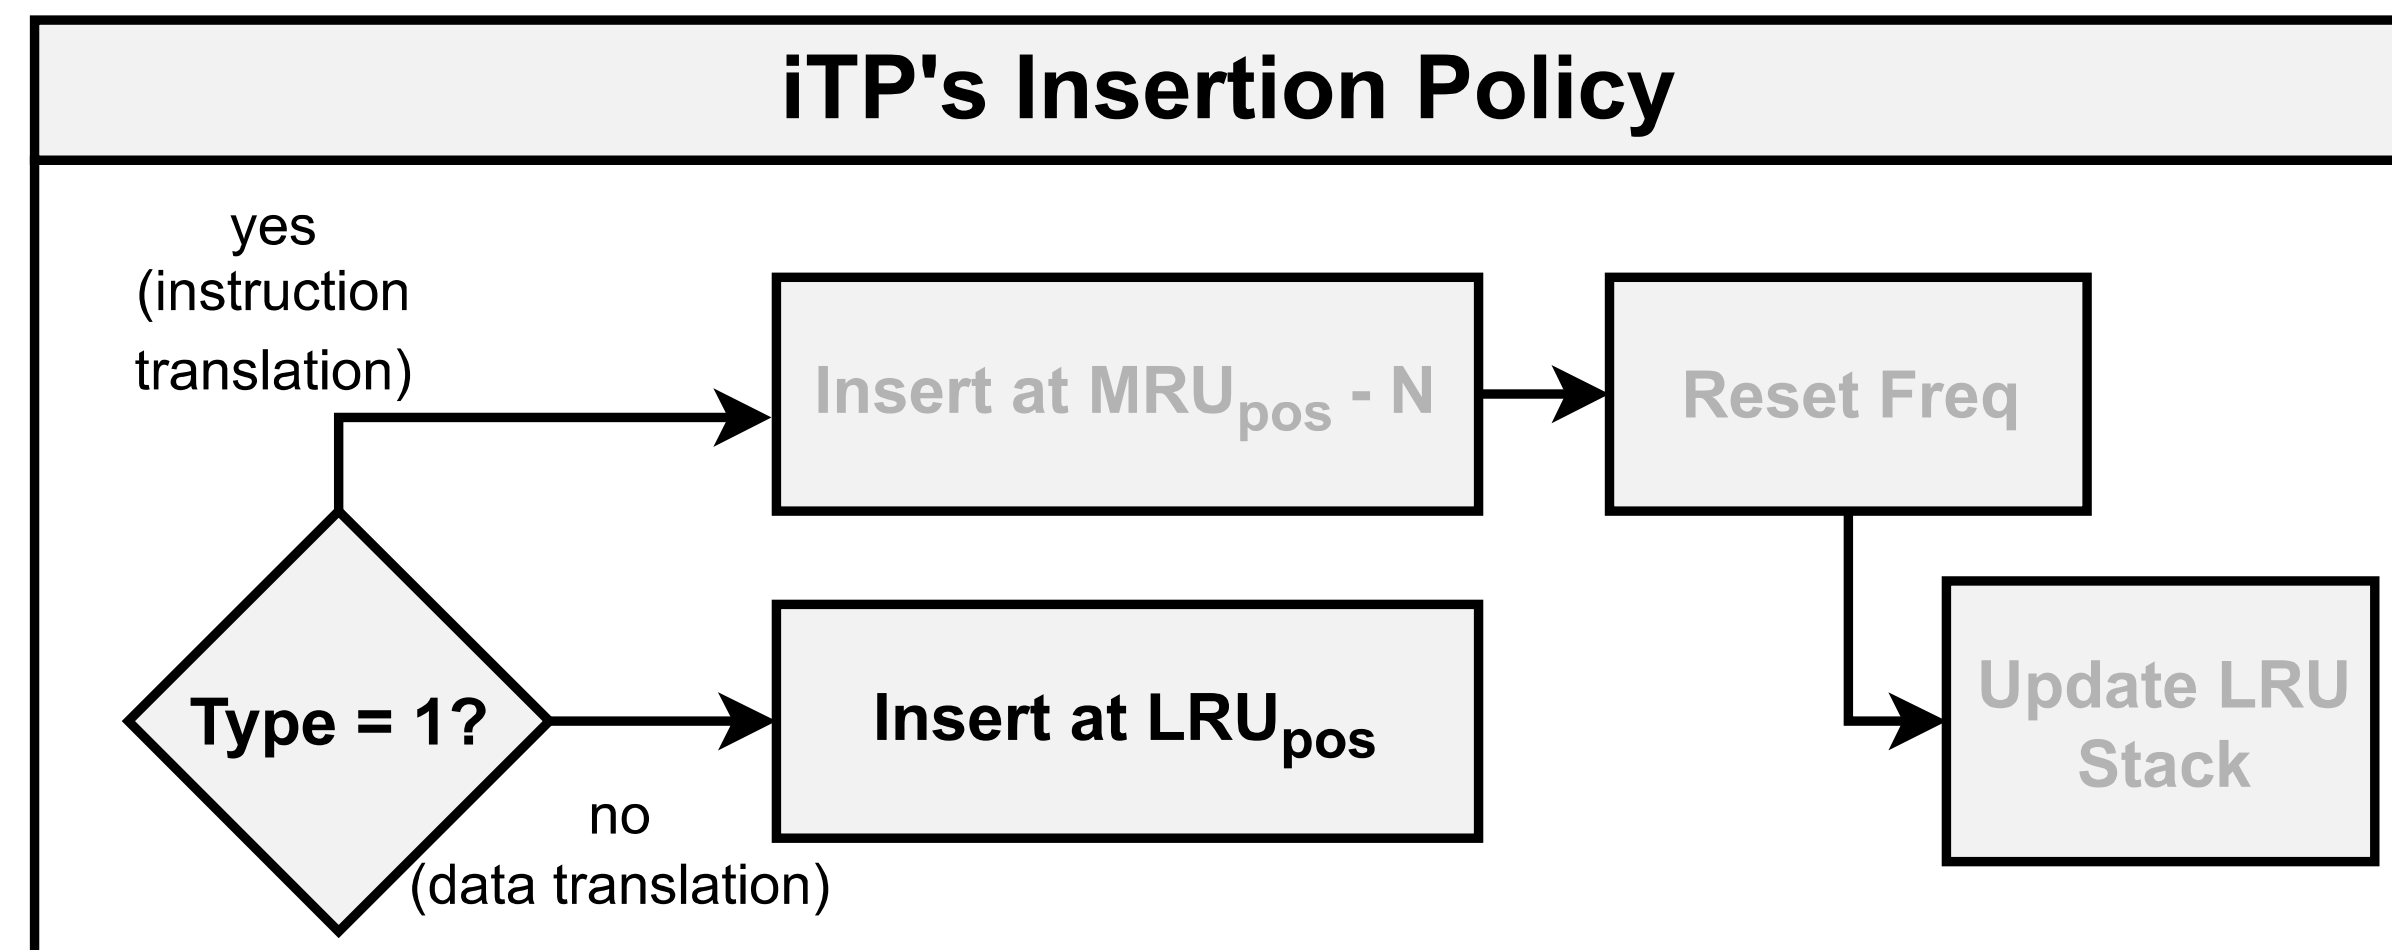 iTP's Insertion Policy
yes
(instruction
translation)
Insert at MRUpos - N
Reset Freq
Type = 1?
Insert at LRUpos
Update LRU
Stack
no
(data translation)